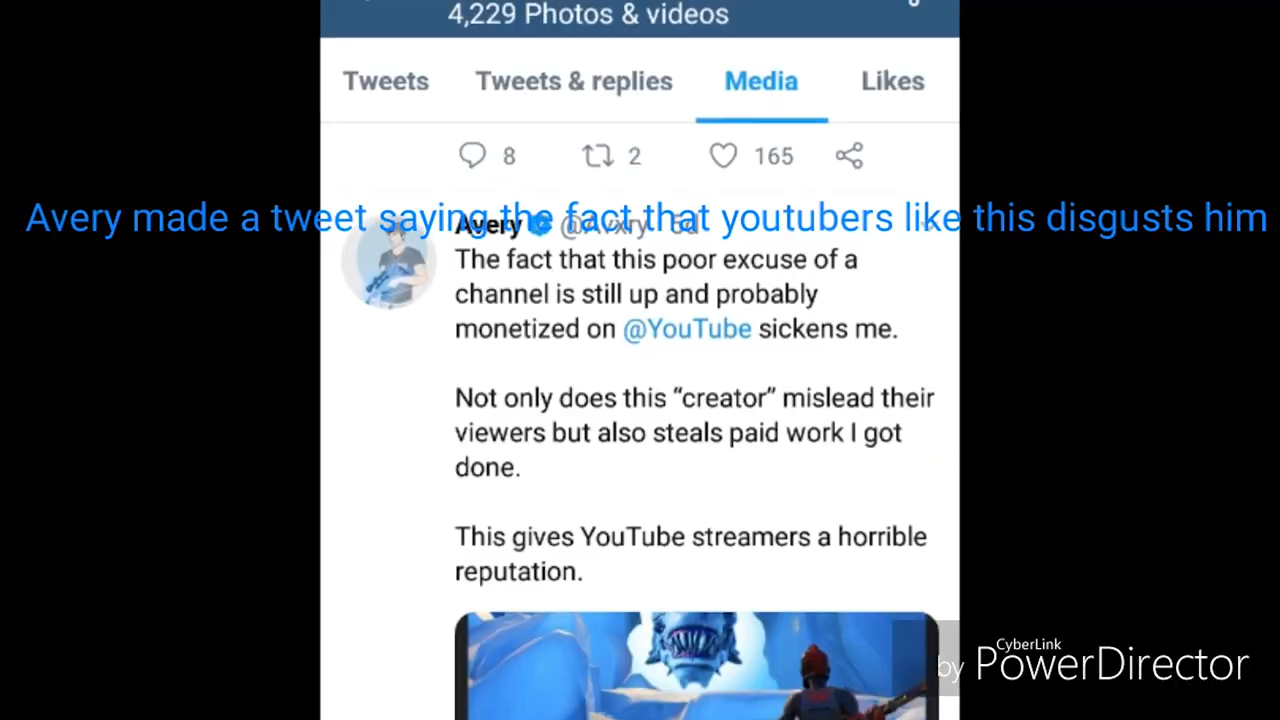 4,229 Photos & videos
Tweets Tweets & replies Media Likes
8 2 165
Avery made a tweet saying the fact that youtubers like this disgusts him
Avery @Avxry 5d
The fact that this poor excuse of a
channel is still up and probably
monetized on @YouTube sickens me.
Not only does this “creator” mislead their
viewers but also steals paid work I got
done.
This gives YouTube streamers a horrible
reputation.
CyberLink
by PowerDirector